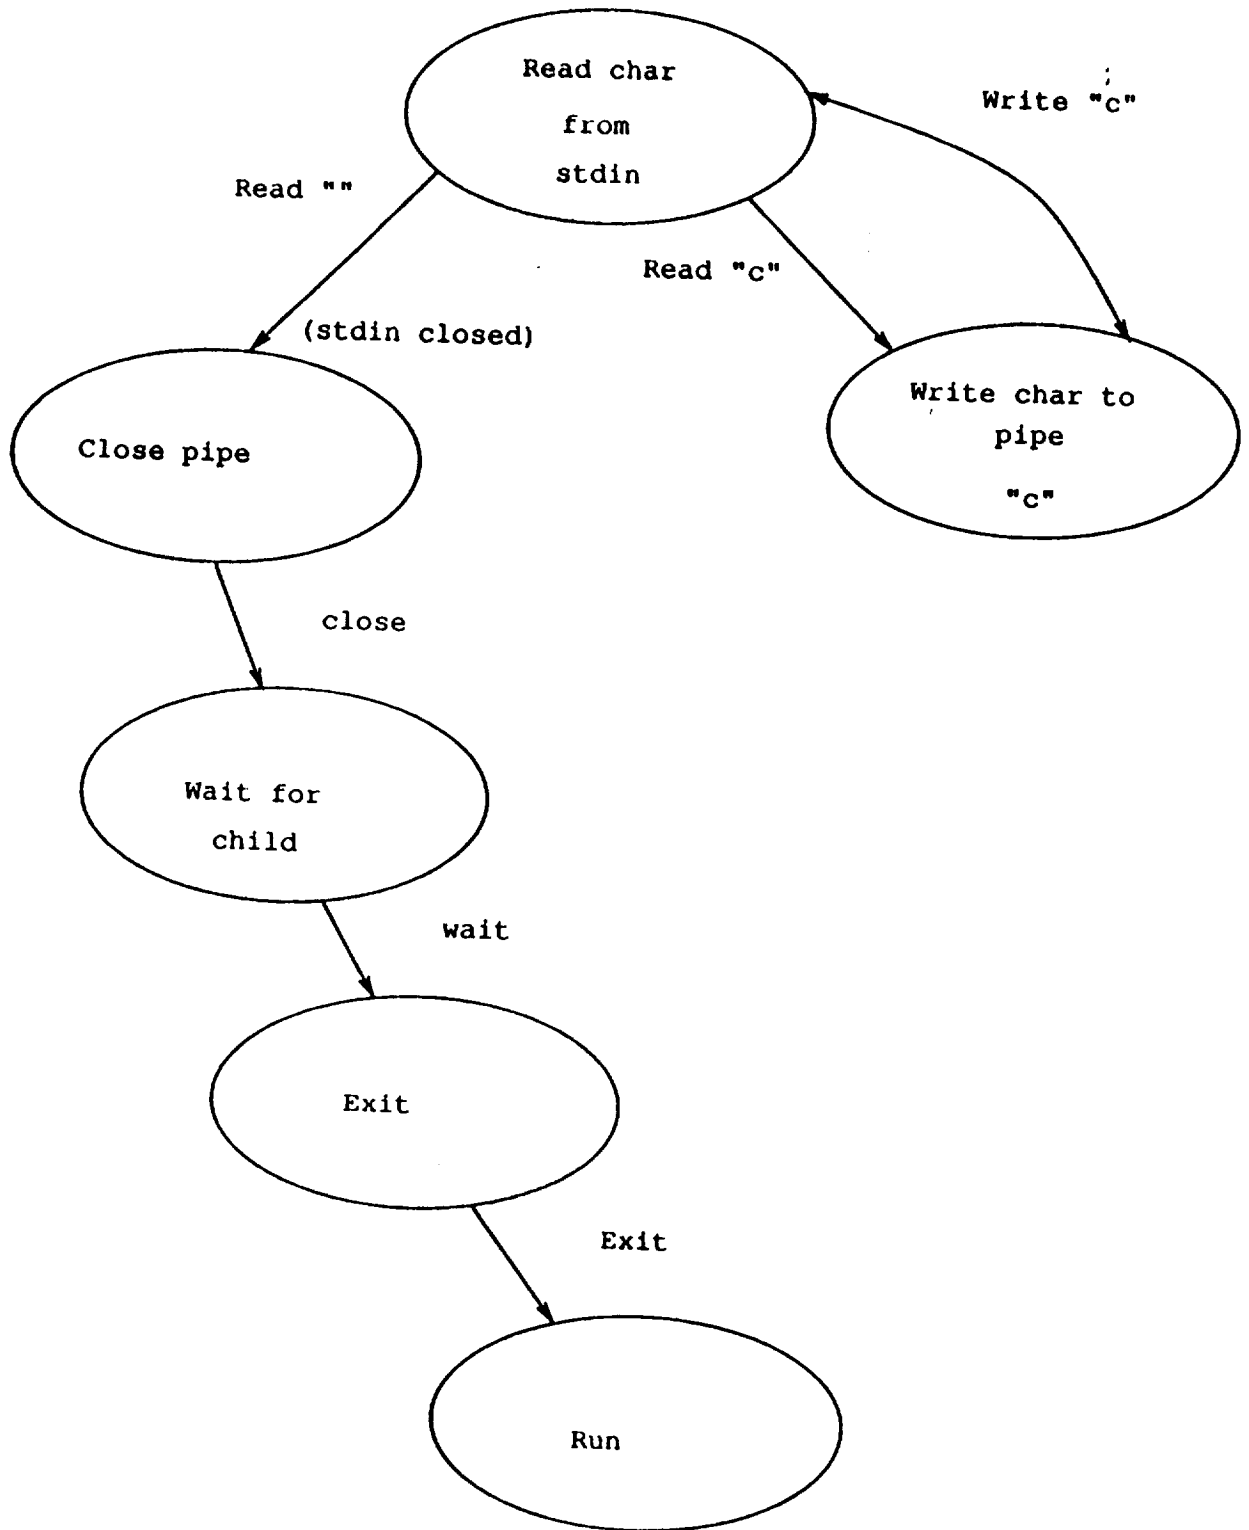 Read char
from
stdin
Write "c"
Read ""
Read "c"
(stdin closed)
Write char to
pipe
"c"
Close pipe
close
Wait for
child
wait
Exit
Exit
Run